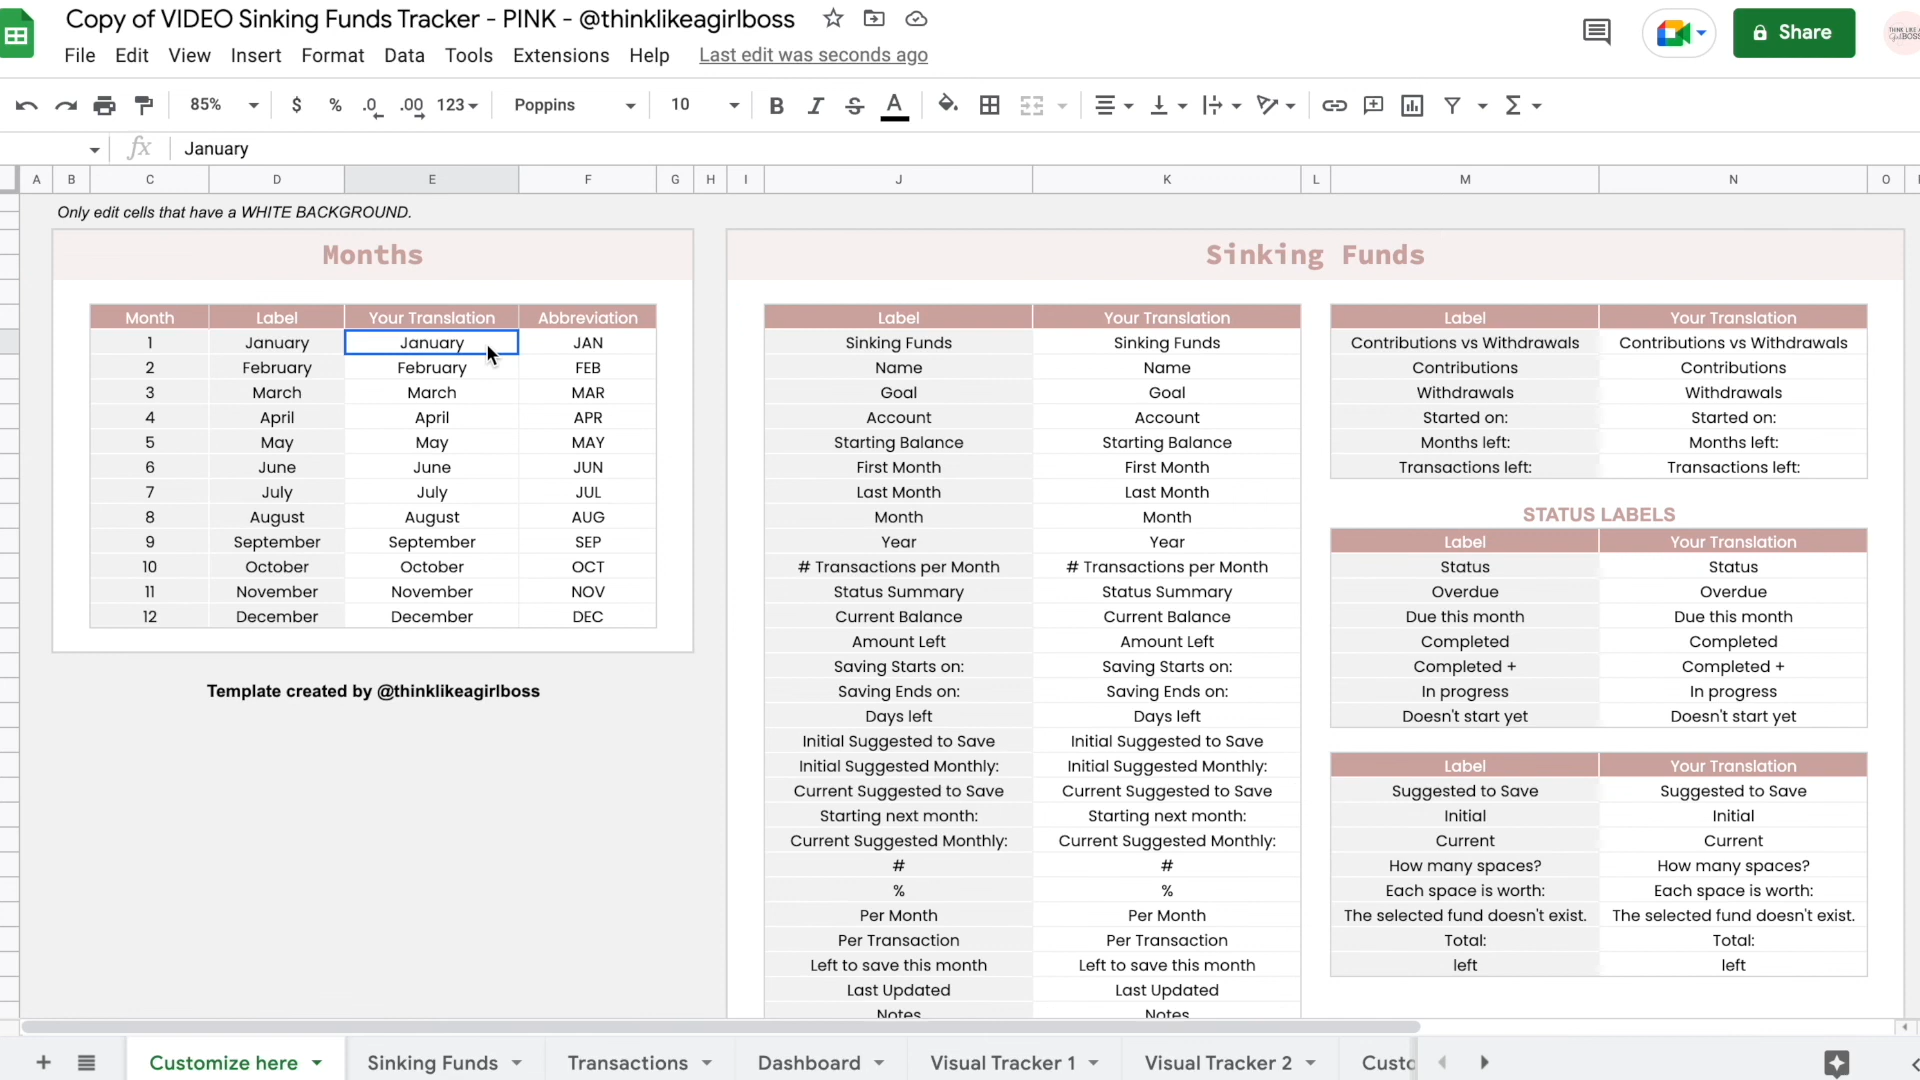 Copy of VIDEO Sinking Funds Tracker - PINK - @thinklikeagirlboss
File Edit View Insert Format Data Tools Extensions Help Last edit was seconds ago
Share
85% $ % .0 .00 123 Poppins 10 B I S A
fx January
A B C D E F G H I J K L M N O
Only edit cells that have a WHITE BACKGROUND.
Months
Month Label Your Translation Abbreviation
1 January January JAN
2 February February FEB
3 March March MAR
4 April April APR
5 May May MAY
6 June June JUN
7 July July JUL
8 August August AUG
9 September September SEP
10 October October OCT
11 November November NOV
12 December December DEC
Template created by @thinklikeagirlboss
Sinking Funds
Label Your Translation
Sinking Funds Sinking Funds
Name Name
Goal Goal
Account Account
Starting Balance Starting Balance
First Month First Month
Last Month Last Month
Month Month
Year Year
# Transactions per Month # Transactions per Month
Status Summary Status Summary
Current Balance Current Balance
Amount Left Amount Left
Saving Starts on: Saving Starts on:
Saving Ends on: Saving Ends on:
Days left Days left
Initial Suggested to Save Initial Suggested to Save
Initial Suggested Monthly: Initial Suggested Monthly:
Current Suggested to Save Current Suggested to Save
Starting next month: Starting next month:
Current Suggested Monthly: Current Suggested Monthly:
# #
% %
Per Month Per Month
Per Transaction Per Transaction
Left to save this month Left to save this month
Last Updated Last Updated
Notes Notes
Label Your Translation
Contributions vs Withdrawals Contributions vs Withdrawals
Contributions Contributions
Withdrawals Withdrawals
Started on: Started on:
Months left: Months left:
Transactions left: Transactions left:
STATUS LABELS
Label Your Translation
Status Status
Overdue Overdue
Due this month Due this month
Completed Completed
Completed + Completed +
In progress In progress
Doesn't start yet Doesn't start yet
Label Your Translation
Suggested to Save Suggested to Save
Initial Initial
Current Current
How many spaces? How many spaces?
Each space is worth: Each space is worth:
The selected fund doesn't exist. The selected fund doesn't exist.
Total: Total:
left left
Customize here Sinking Funds Transactions Dashboard Visual Tracker 1 Visual Tracker 2 Custo